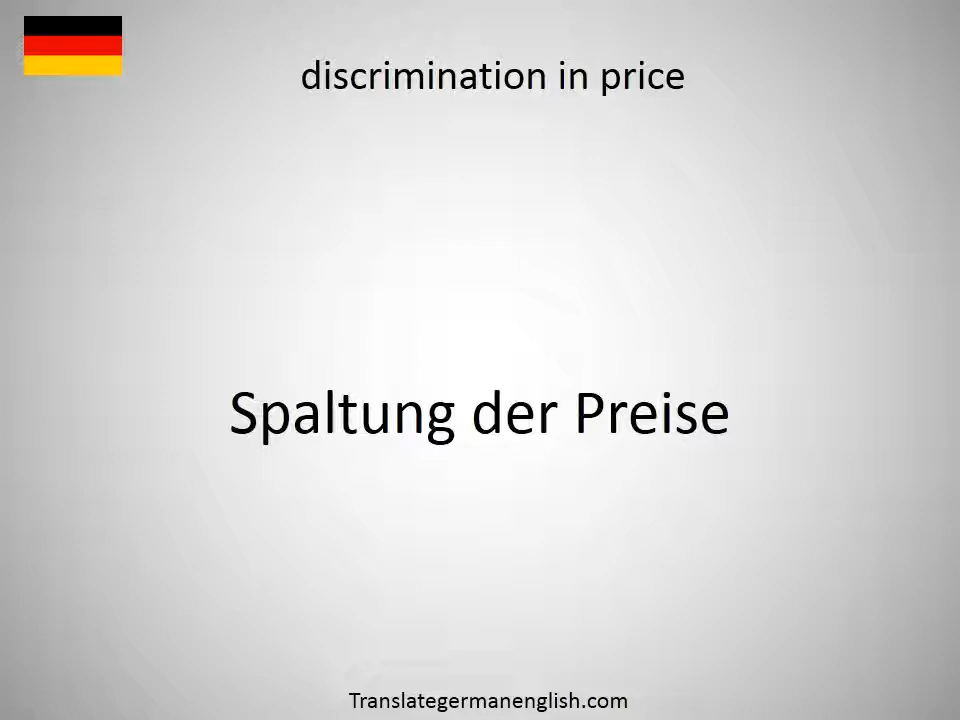 discrimination in price
Spaltung der Preise
Translategermanenglish.com